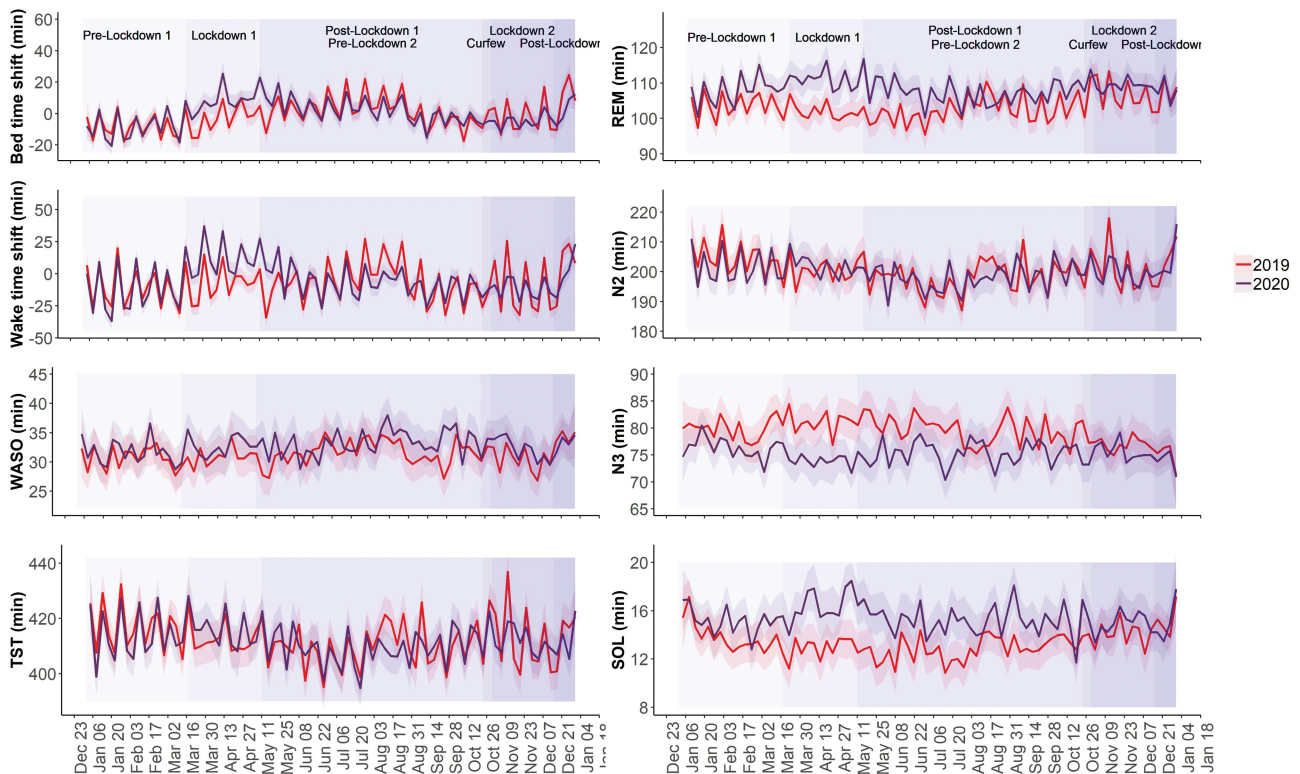 Bed time shift (min)
60
40
20
0
-20
Pre-Lockdown 1
Lockdown 1
Post-Lockdown 1
Pre-Lockdown 2
Lockdown 2
Curfew
Post-Lockdown
REM (min)
120
110
100
90
Pre-Lockdown 1
Lockdown 1
Post-Lockdown 1
Pre-Lockdown 2
Lockdown 2
Curfew
Post-Lockdown
Wake time shift (min)
50
25
0
-25
-50
N2 (min)
220
210
200
190
180
2019
2020
WASO (min)
45
40
35
30
25
N3 (min)
90
85
80
75
70
65
TST (min)
440
420
400
SOL (min)
20
16
12
8
Dec 23
Jan 06
Jan 20
Feb 03
Feb 17
Mar 02
Mar 16
Mar 30
Apr 13
Apr 27
May 11
May 25
Jun 08
Jun 22
Jul 06
Jul 20
Aug 03
Aug 17
Aug 31
Sep 14
Sep 28
Oct 12
Oct 26
Nov 09
Nov 23
Dec 07
Dec 21
Jan 04
Dec 23
Jan 06
Jan 20
Feb 03
Feb 17
Mar 02
Mar 16
Mar 30
Apr 13
Apr 27
May 11
May 25
Jun 08
Jun 22
Jul 06
Jul 20
Aug 03
Aug 17
Aug 31
Sep 14
Sep 28
Oct 12
Oct 26
Nov 09
Nov 23
Dec 07
Dec 21
Jan 04
Jan 18